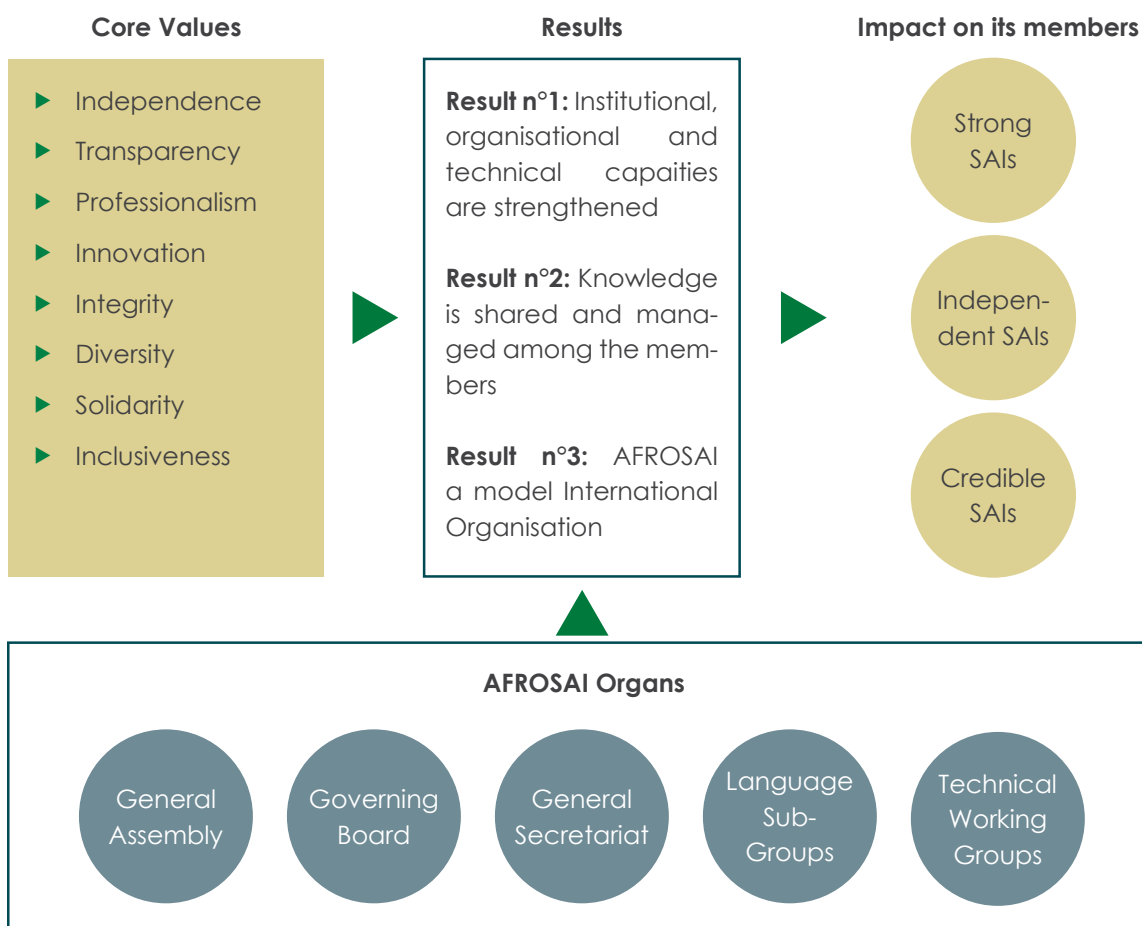 Core Values
Independence
Transparency
Professionalism
Innovation
Integrity
Diversity
Solidarity
Inclusiveness
Results
Result n°1: Institutional,
organisational and
technical capaities
are strengthened
Result n°2: Knowledge
is shared and mana-
ged among the mem-
bers
Result n°3: AFROSAI
a model International
Organisation
Impact on its members
Strong
SAIs
Indepen-
dent SAIs
Credible
SAIs
AFROSAI Organs
General
Assembly
Governing
Board
General
Secretariat
Language
Sub-
Groups
Technical
Working
Groups